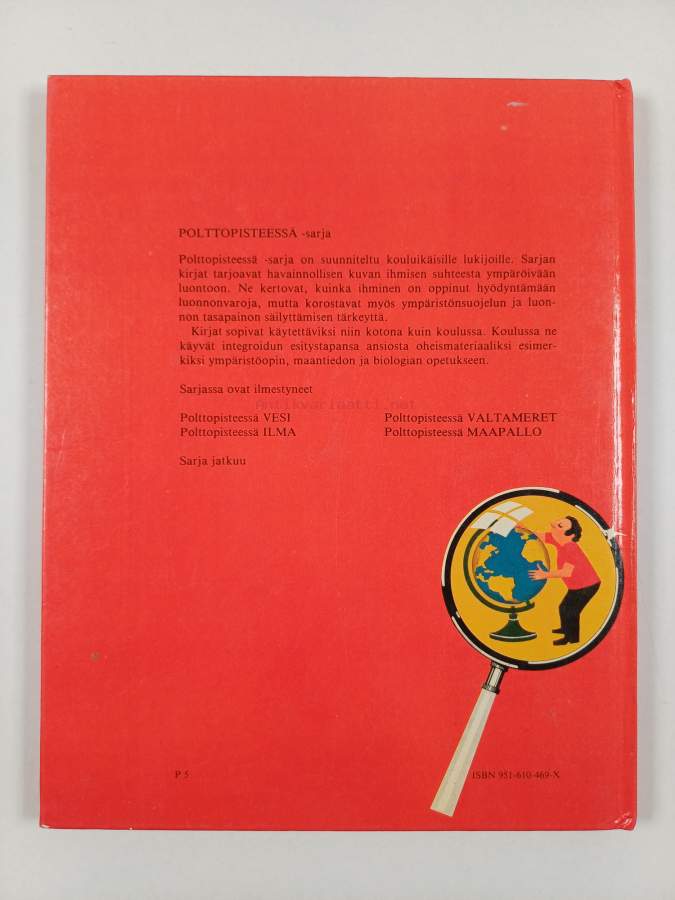 POLTTOPISTEESSÄ -sarja
Polttopisteessä -sarja on suunniteltu kouluikäisille lukijoille. Sarjan
kirjat tarjoavat havainnollisen kuvan ihmisen suhteesta ympäröivään
luontoon. Ne kertovat, kuinka ihminen on oppinut hyödyntämään
luonnonvaroja, mutta korostavat myös ympäristönsuojelun ja luon-
non tasapainon säilyttämisen tärkeyttä.
Kirjat sopivat käytettäviksi niin kotona kuin koulussa. Koulussa ne
käyvät integroidun esitystapansa ansiosta oheismateriaaliksi esimer-
kiksi ympäristöopin, maantiedon ja biologian opetukseen.
Sarjassa ovat ilmestyneet
antikvariaatti.net
Polttopisteessä VESI Polttopisteessä VALTAMERET
Polttopisteessä ILMA Polttopisteessä MAAPALLO
Sarja jatkuu
P 5 ISBN 951-610-469-X